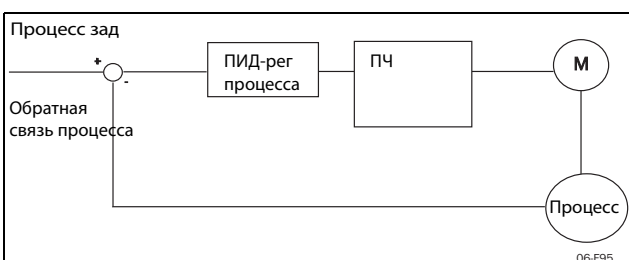 Процесс зад
+
-
ПИД-рег
процесса
ПЧ
М
Обратная
связь процесса
Процесс
06-F95